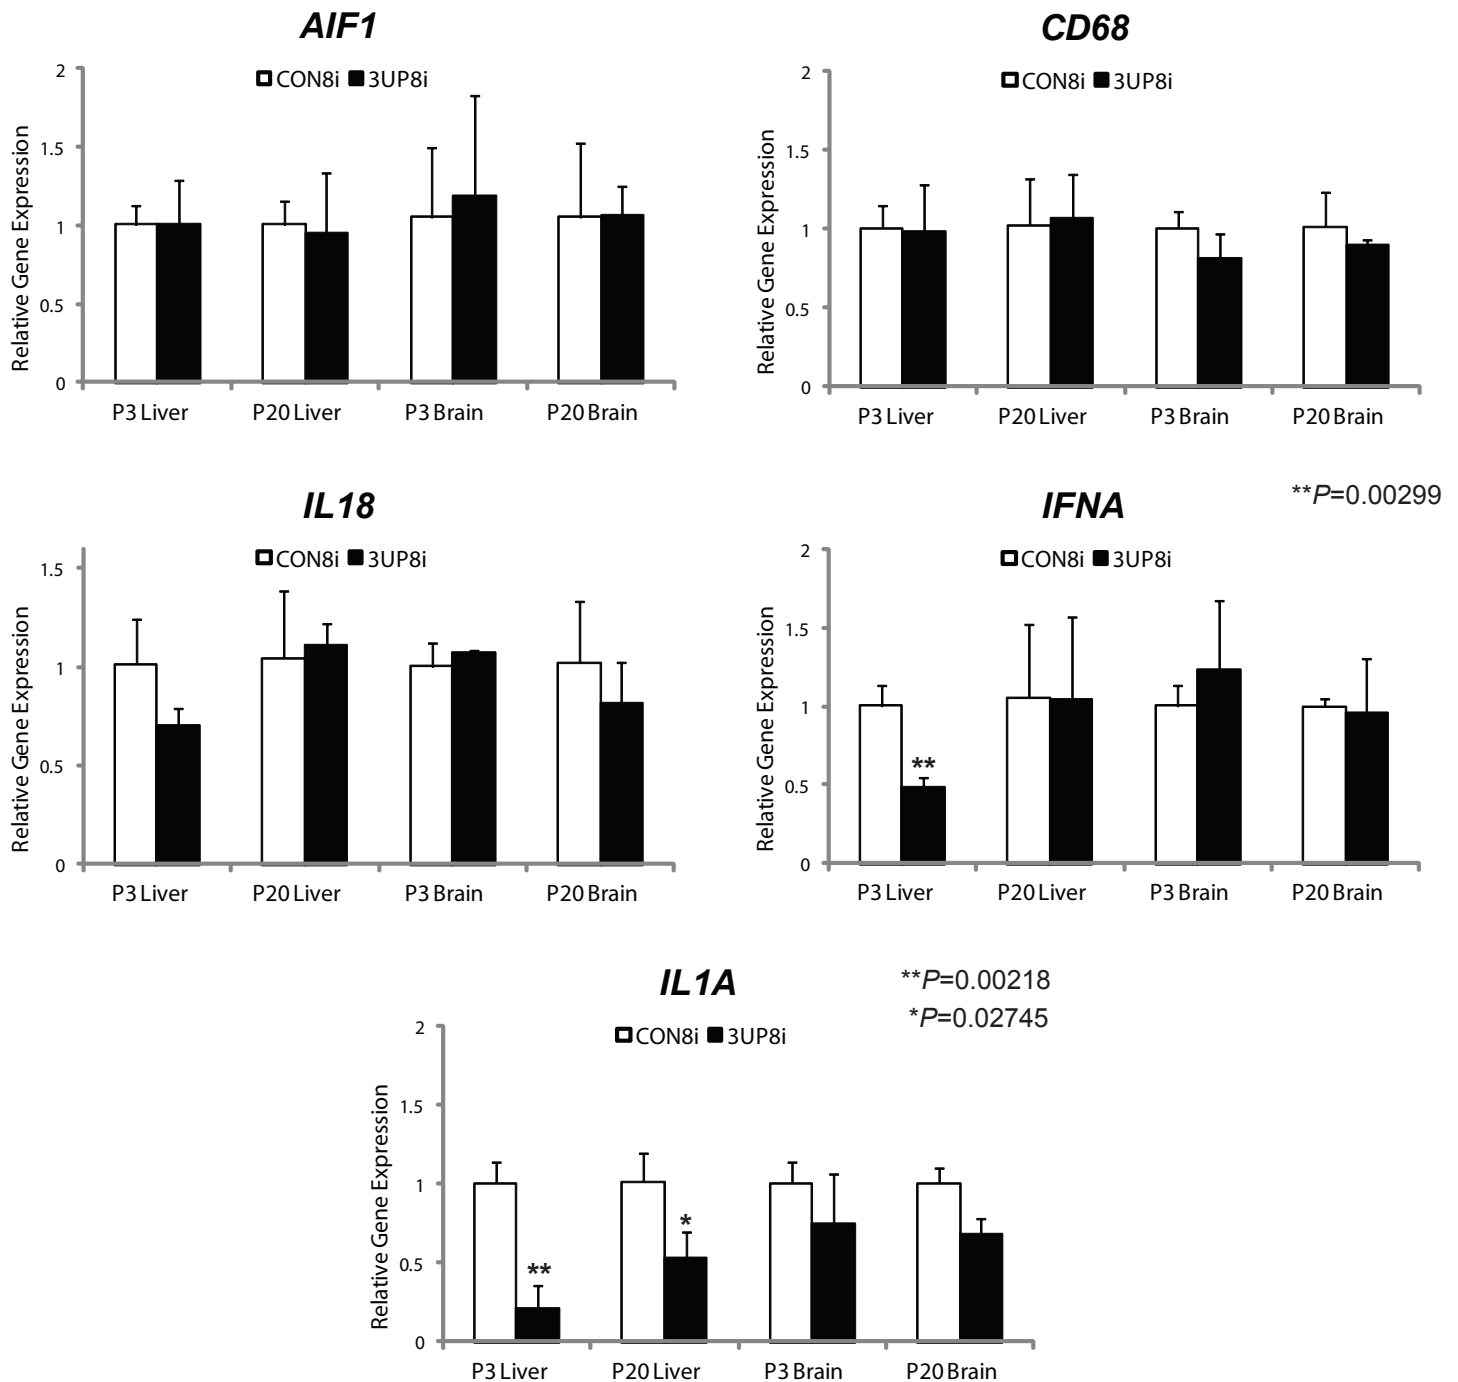 AIF1
CON8i 3UP8i
Relative Gene Expression
2
1.5
1
0.5
0
P3 Liver P20 Liver P3 Brain P20 Brain
CD68
CON8i 3UP8i
Relative Gene Expression
2
1.5
1
0.5
0
P3 Liver P20 Liver P3 Brain P20 Brain
IL18
CON8i 3UP8i
Relative Gene Expression
1.5
1
0.5
0
P3 Liver P20 Liver P3 Brain P20 Brain
IFNA
**P=0.00299
CON8i 3UP8i
Relative Gene Expression
2
1.5
1
0.5
0
**
P3 Liver P20 Liver P3 Brain P20 Brain
IL1A
**P=0.00218
*P=0.02745
CON8i 3UP8i
Relative Gene Expression
2
1.5
1
0.5
0
**
*
P3 Liver P20 Liver P3 Brain P20 Brain